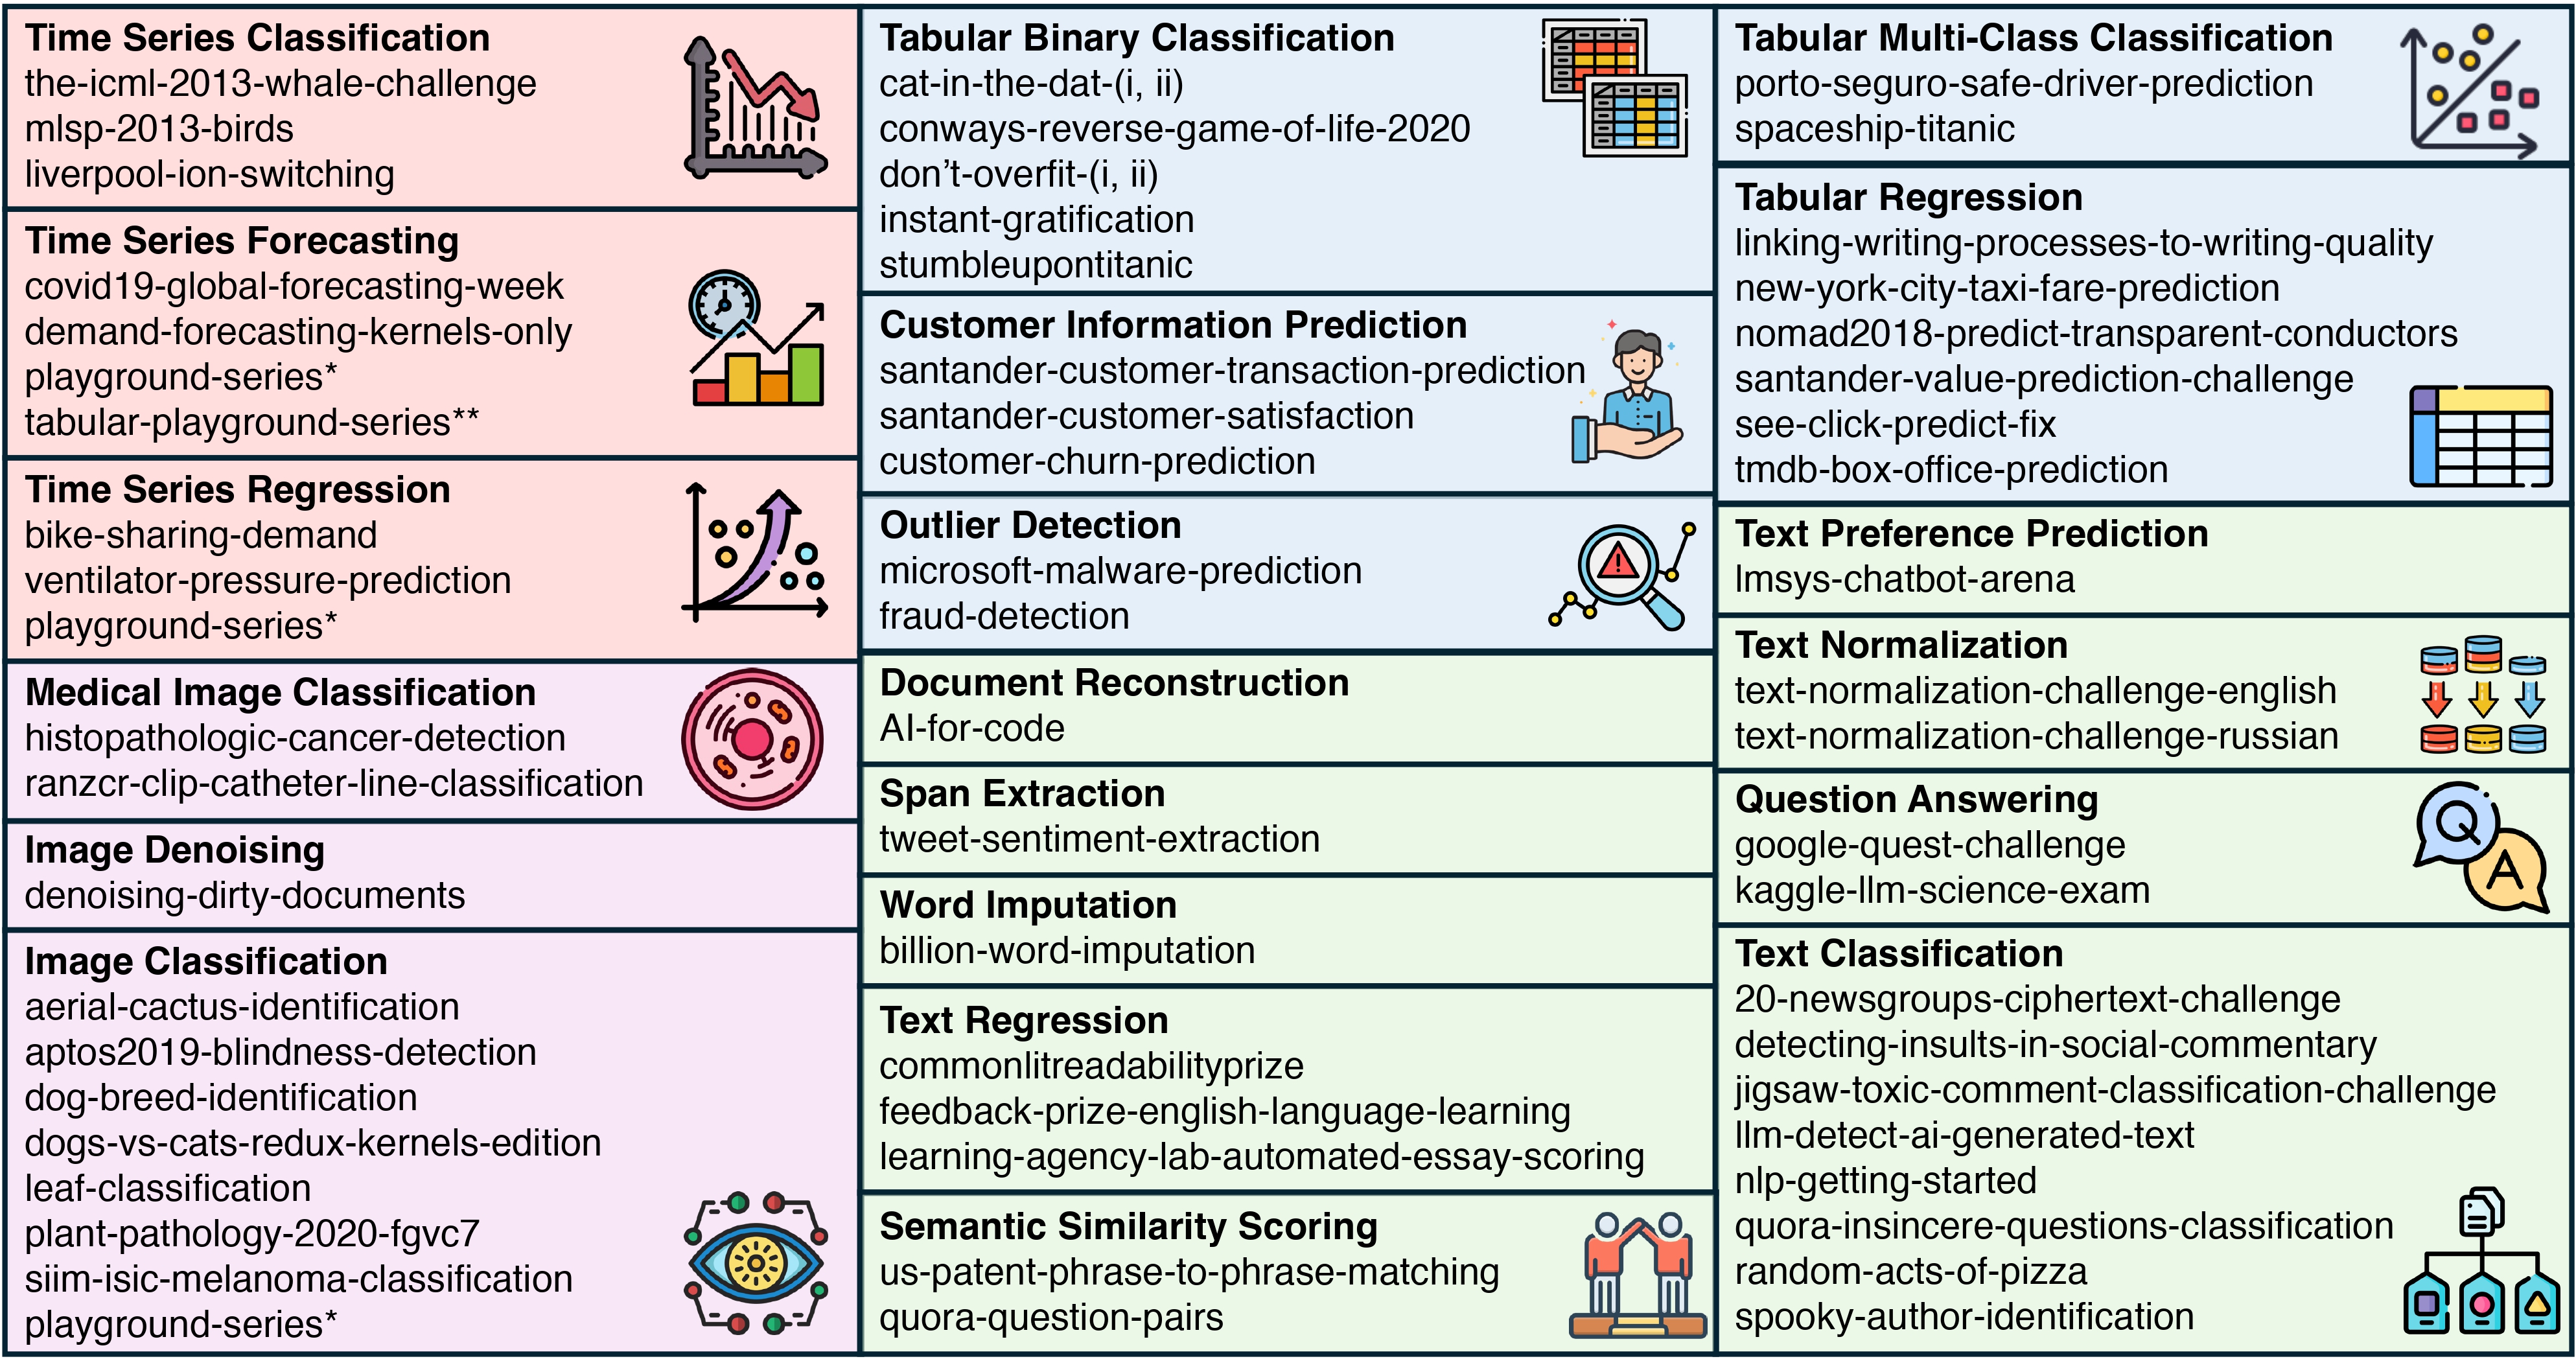 Time Series Classification
the-icml-2013-whale-challenge
mlsp-2013-birds
liverpool-ion-switching
Time Series Forecasting
covid19-global-forecasting-week
demand-forecasting-kernels-only
playground-series*
tabular-playground-series**
Time Series Regression
bike-sharing-demand
ventilator-pressure-prediction
playground-series*
Medical Image Classification
histopathologic-cancer-detection
ranzcr-clip-catheter-line-classification
Image Denoising
denoising-dirty-documents
Image Classification
aerial-cactus-identification
aptos2019-blindness-detection
dog-breed-identification
dogs-vs-cats-redux-kernels-edition
leaf-classification
plant-pathology-2020-fgvc7
siim-isic-melanoma-classification
playground-series*
Tabular Binary Classification
cat-in-the-dat-(i, ii)
conways-reverse-game-of-life-2020
don’t-overfit-(i, ii)
instant-gratification
stumbleupontitanic
Customer Information Prediction
santander-customer-transaction-prediction
santander-customer-satisfaction
customer-churn-prediction
Outlier Detection
microsoft-malware-prediction
fraud-detection
Document Reconstruction
AI-for-code
Span Extraction
tweet-sentiment-extraction
Word Imputation
billion-word-imputation
Text Regression
commonlitreadabilityprize
feedback-prize-english-language-learning
learning-agency-lab-automated-essay-scoring
Semantic Similarity Scoring
us-patent-phrase-to-phrase-matching
quora-question-pairs
Tabular Multi-Class Classification
porto-seguro-safe-driver-prediction
spaceship-titanic
Tabular Regression
linking-writing-processes-to-writing-quality
new-york-city-taxi-fare-prediction
nomad2018-predict-transparent-conductors
santander-value-prediction-challenge
see-click-predict-fix
tmdb-box-office-prediction
Text Preference Prediction
lmsys-chatbot-arena
Text Normalization
text-normalization-challenge-english
text-normalization-challenge-russian
Question Answering
google-quest-challenge
kaggle-llm-science-exam
Q
A
Text Classification
20-newsgroups-ciphertext-challenge
detecting-insults-in-social-commentary
jigsaw-toxic-comment-classification-challenge
llm-detect-ai-generated-text
nlp-getting-started
quora-insincere-questions-classification
random-acts-of-pizza
spooky-author-identification